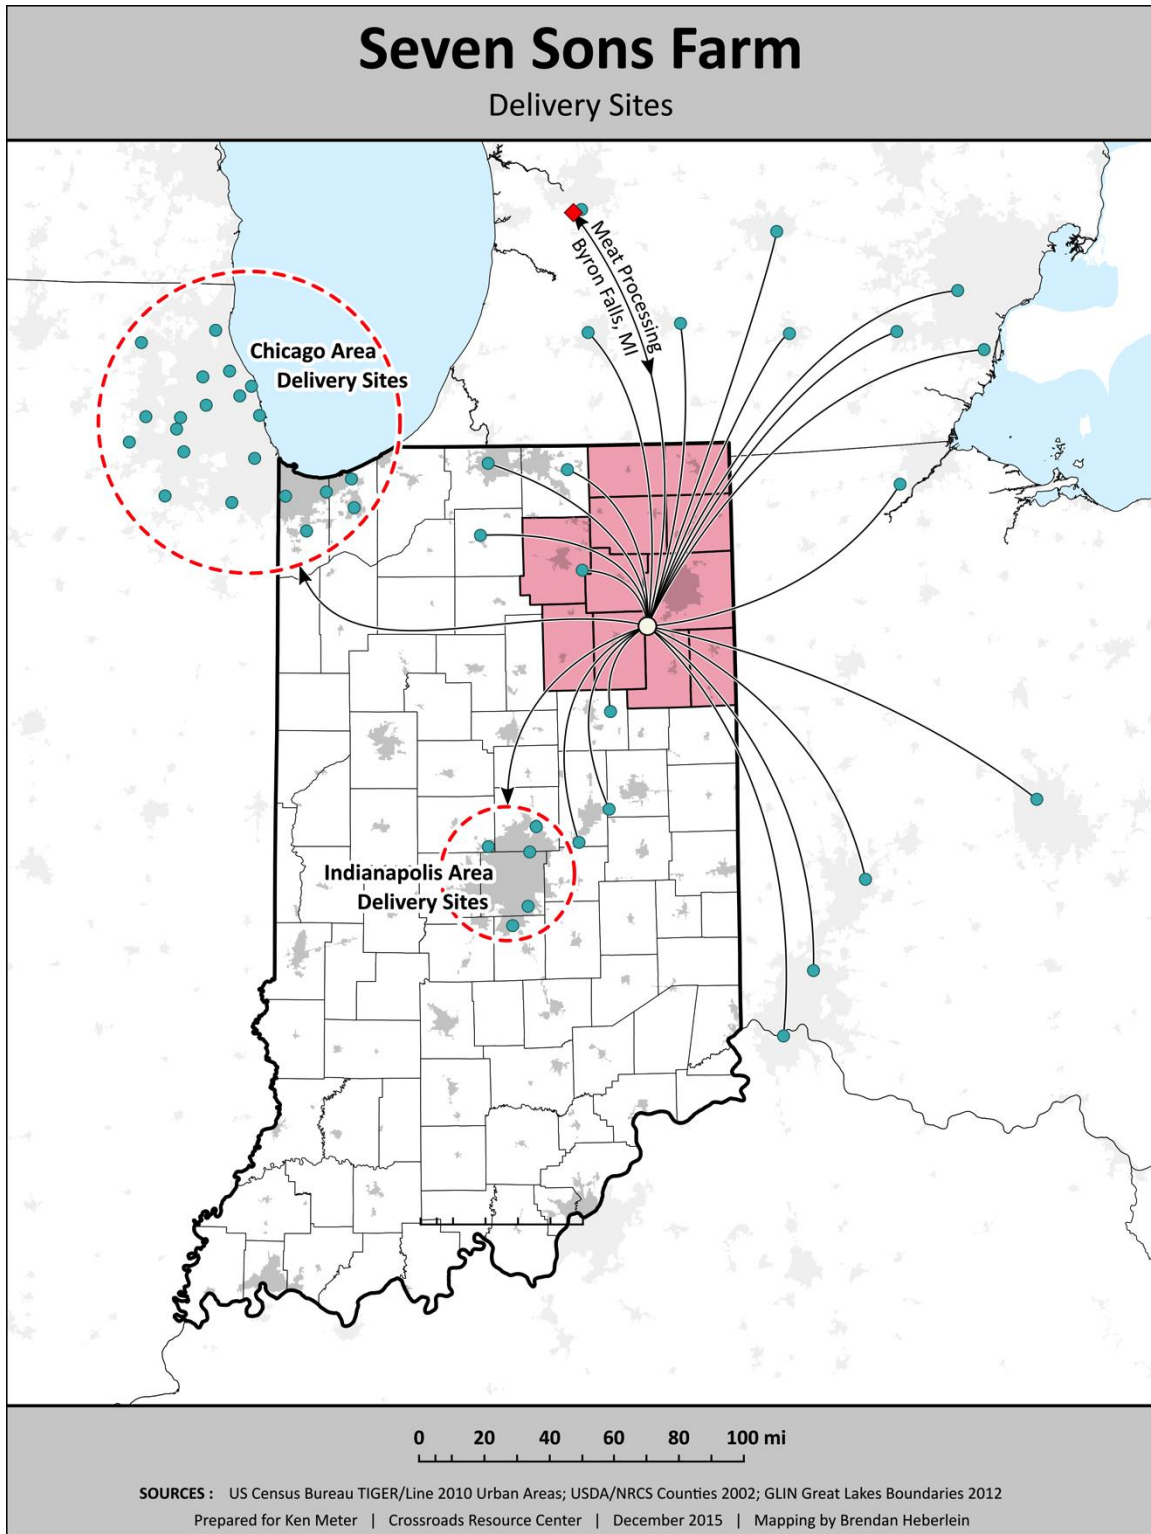 Seven Sons Farm
Delivery Sites
Meat Processing
Byron Falls, MI
Chicago Area
Delivery Sites
Indianapolis Area
Delivery Sites
0 20 40 60 80 100 mi
SOURCES : US Census Bureau TIGER/Line 2010 Urban Areas; USDA/NRCS Counties 2002; GLIN Great Lakes Boundaries 2012
Prepared for Ken Meter | Crossroads Resource Center | December 2015 | Mapping by Brendan Heberlein